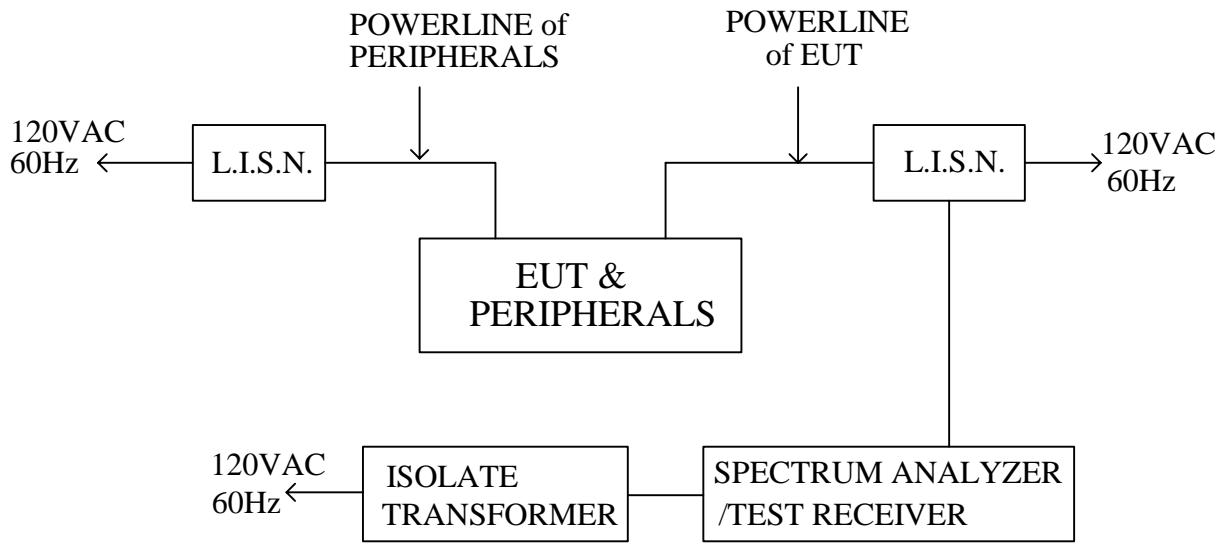 POWERLINE of
PERIPHERALS
POWERLINE
of EUT
120VAC
60Hz
L.I.S.N.
L.I.S.N.
120VAC
60Hz
EUT &
PERIPHERALS
120VAC
60Hz
ISOLATE
TRANSFORMER
SPECTRUM ANALYZER
/TEST RECEIVER